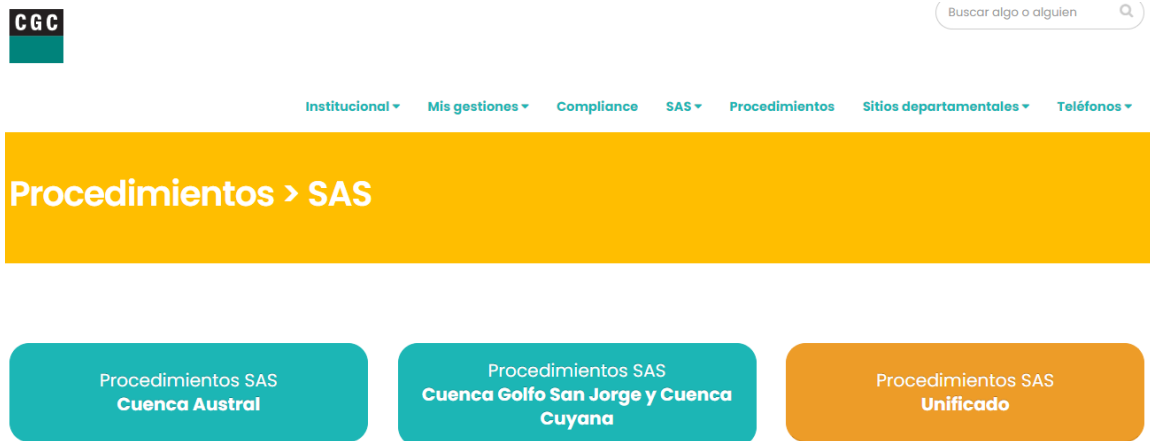 CGC
Buscar algo o alguien
Institucional Mis gestiones Compliance SAS Procedimientos Sitios departamentales Teléfonos
Procedimientos > SAS
Procedimientos SAS
Cuenca Austral
Procedimientos SAS
Cuenca Golfo San Jorge y Cuenca
Cuyana
Procedimientos SAS
Unificado